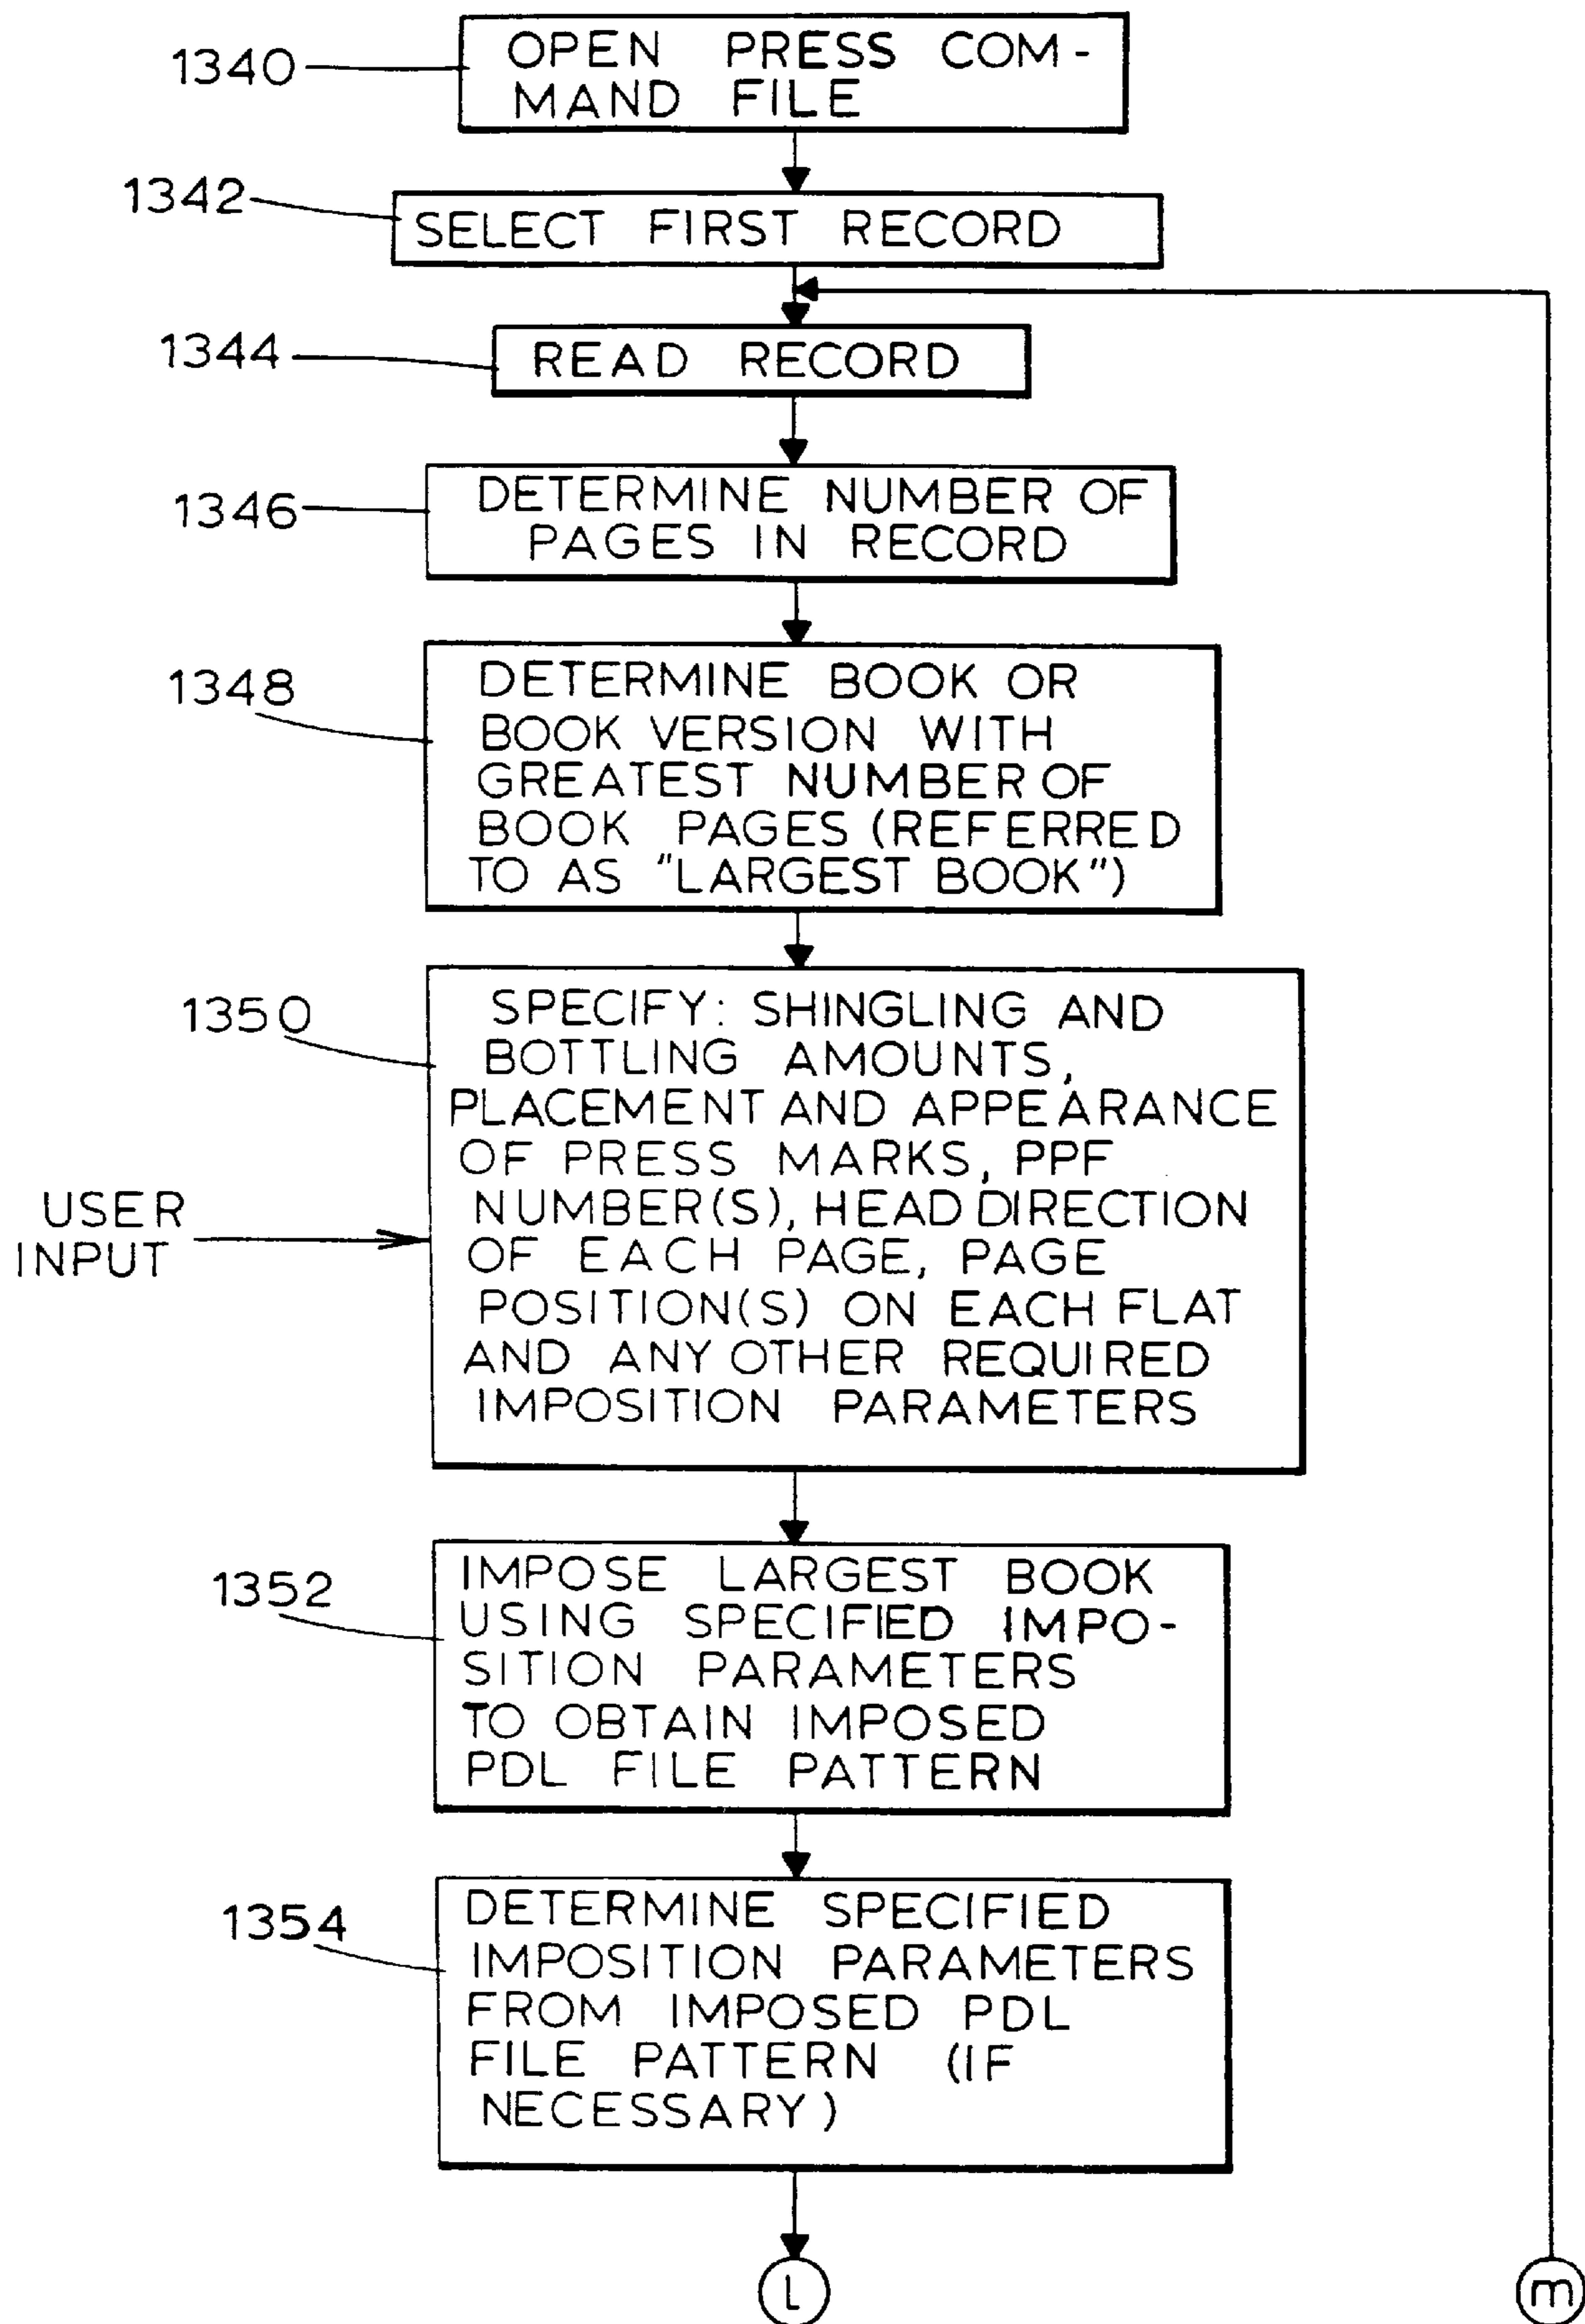 1340
OPEN PRESS COM-
MAND FILE
1342
SELECT FIRST RECORD
1344
READ RECORD
1346
DETERMINE NUMBER OF
PAGES IN RECORD
1348
DETERMINE BOOK OR
BOOK VERSION WITH
GREATEST NUMBER OF
BOOK PAGES (REFERRED
TO AS "LARGEST BOOK")
1350
SPECIFY: SHINGLING AND
BOTTLING AMOUNTS,
PLACEMENT AND APPEARANCE
OF PRESS MARKS, PPF
NUMBER(S), HEAD DIRECTION
OF EACH PAGE, PAGE
POSITION(S) ON EACH FLAT
AND ANY OTHER REQUIRED
IMPOSITION PARAMETERS
USER
INPUT
1352
IMPOSE LARGEST BOOK
USING SPECIFIED IMPO-
SITION PARAMETERS
TO OBTAIN IMPOSED
PDL FILE PATTERN
1354
DETERMINE SPECIFIED
IMPOSITION PARAMETERS
FROM IMPOSED PDL
FILE PATTERN (IF
NECESSARY)
l
m